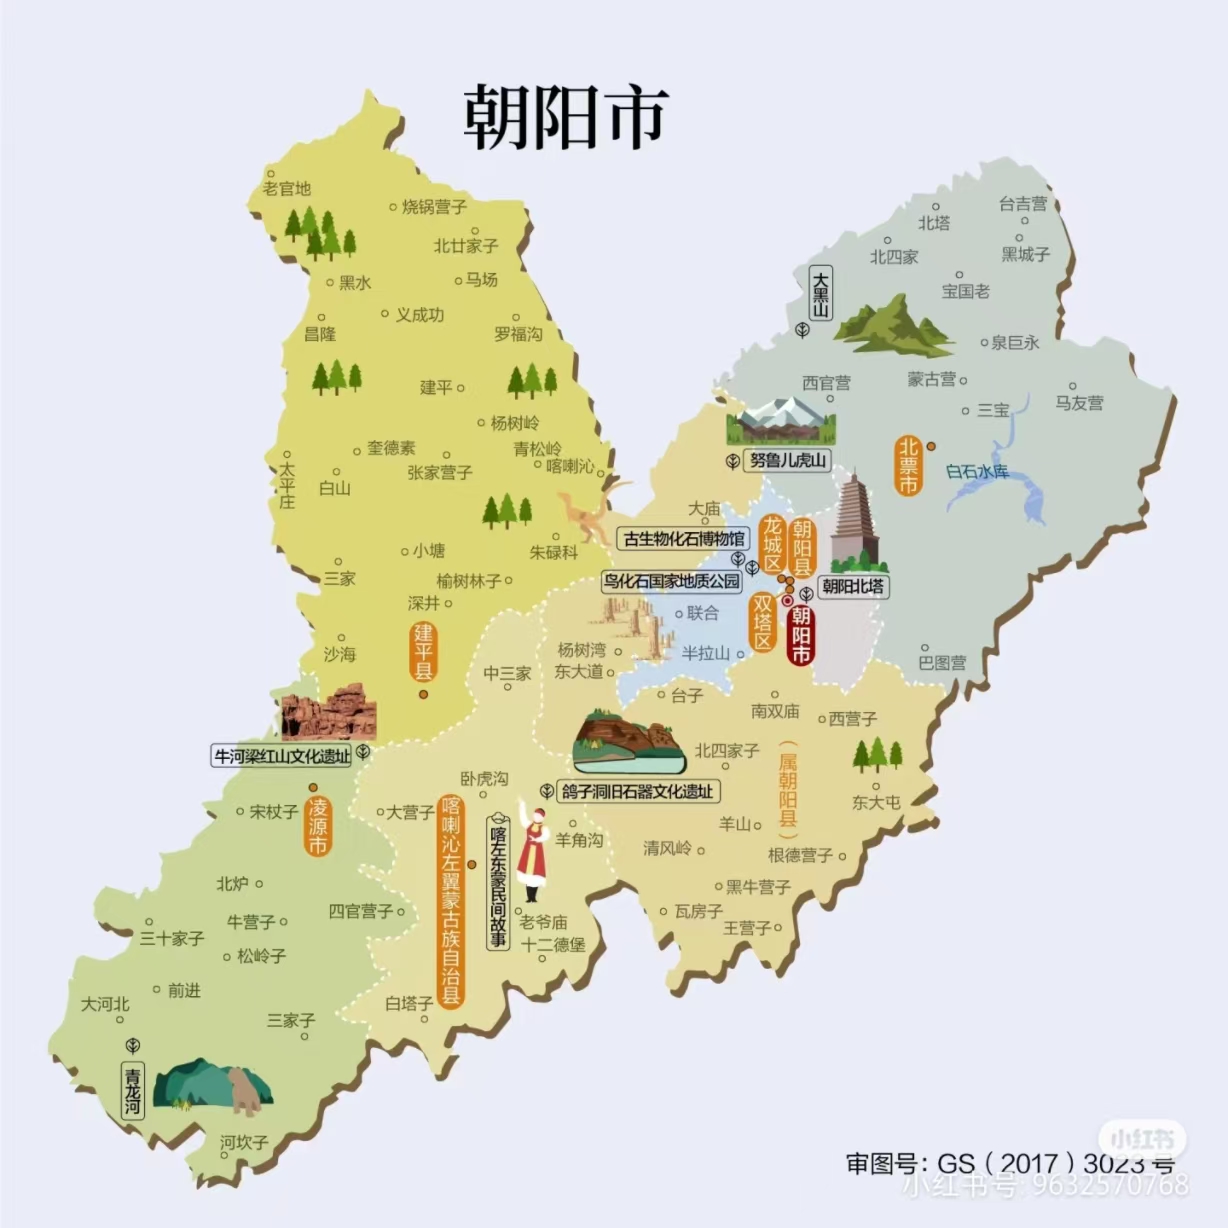 朝阳市
老官地
烧锅营子
北廿家子
黑水
马场
义成功
昌隆
罗福沟
建平
杨树岭
奎德素
青松岭
张家营子
喀喇沁
太平庄
白山
小塘
朱碌科
三家
榆树林子
深井
建平县
沙海
台吉营
北塔
北四家
黑城子
大黑山
宝国老
泉巨永
西官营
蒙古营
马友营
三宝
努鲁儿虎山
北票市
白石水库
大庙
古生物化石博物馆
龙城区
朝阳县
鸟化石国家地质公园
朝阳北塔
联合
双塔区
朝阳市
杨树湾
半拉山
东大道
巴图营
中三家
台子
南双庙
西营子
牛河梁红山文化遗址
北四家子
（属朝阳县）
卧虎沟
鸽子洞旧石器文化遗址
东大屯
宋杖子
凌源市
大营子
喀喇沁左翼蒙古族自治县
喀左东蒙民间故事
羊角沟
羊山
清风岭
根德营子
北炉
黑牛营子
四官营子
牛营子
瓦房子
王营子
老爷庙
三十家子
十二德堡
松岭子
前进
大河北
白塔子
三家子
青龙河
河坎子
审图号：GS（2017）3023号
小红书
小红书号: 9632570768